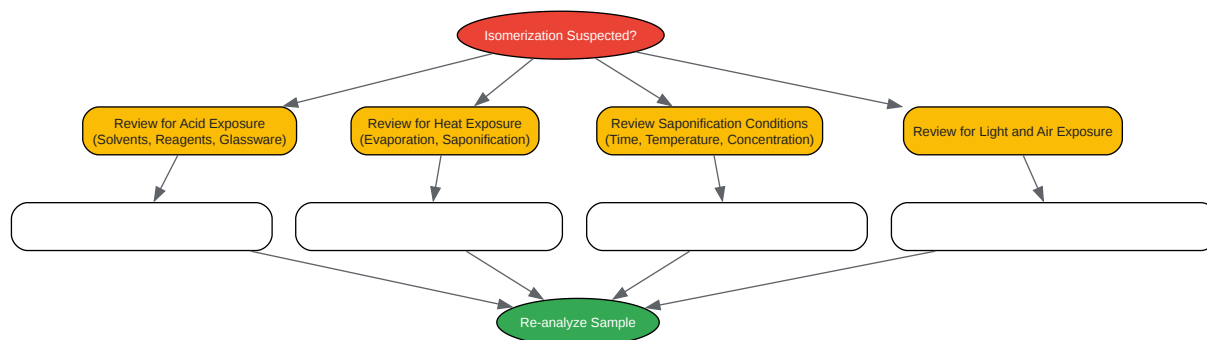 Isomerization Suspected?
Review for Acid Exposure
(Solvents, Reagents, Glassware)
Review for Heat Exposure
(Evaporation, Saponification)
Review Saponification Conditions
(Time, Temperature, Concentration)
Review for Light and Air Exposure
Re-analyze Sample